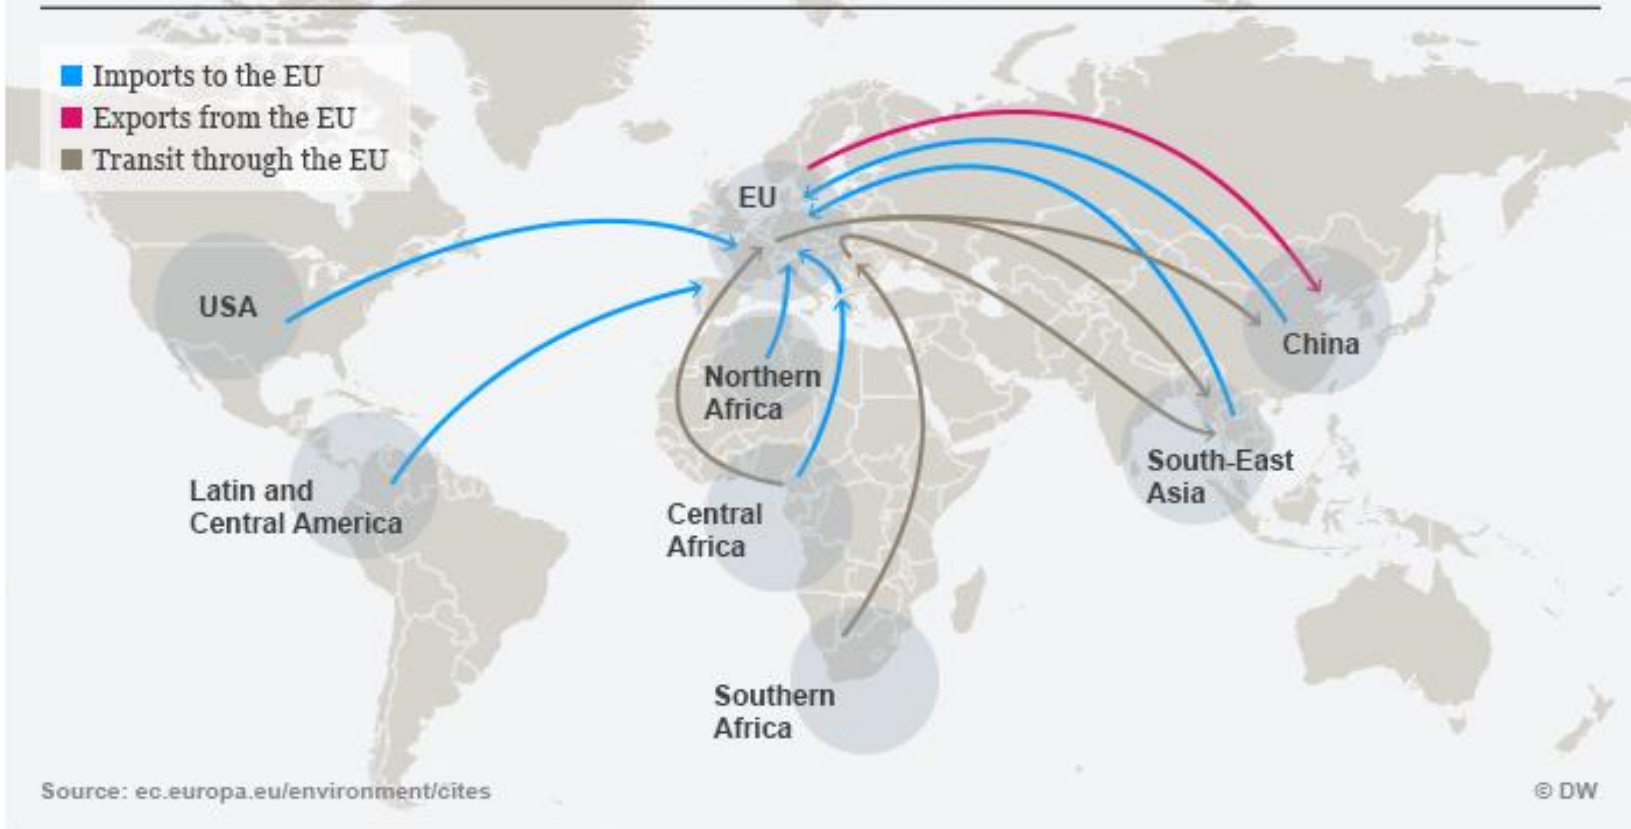 Imports to the EU
Exports from the EU
Transit through the EU
EU
USA
China
Northern
Africa
South-East
Asia
Latin and
Central America
Central
Africa
Southern
Africa
Source: ec.europa.eu/environment/cites
© DW